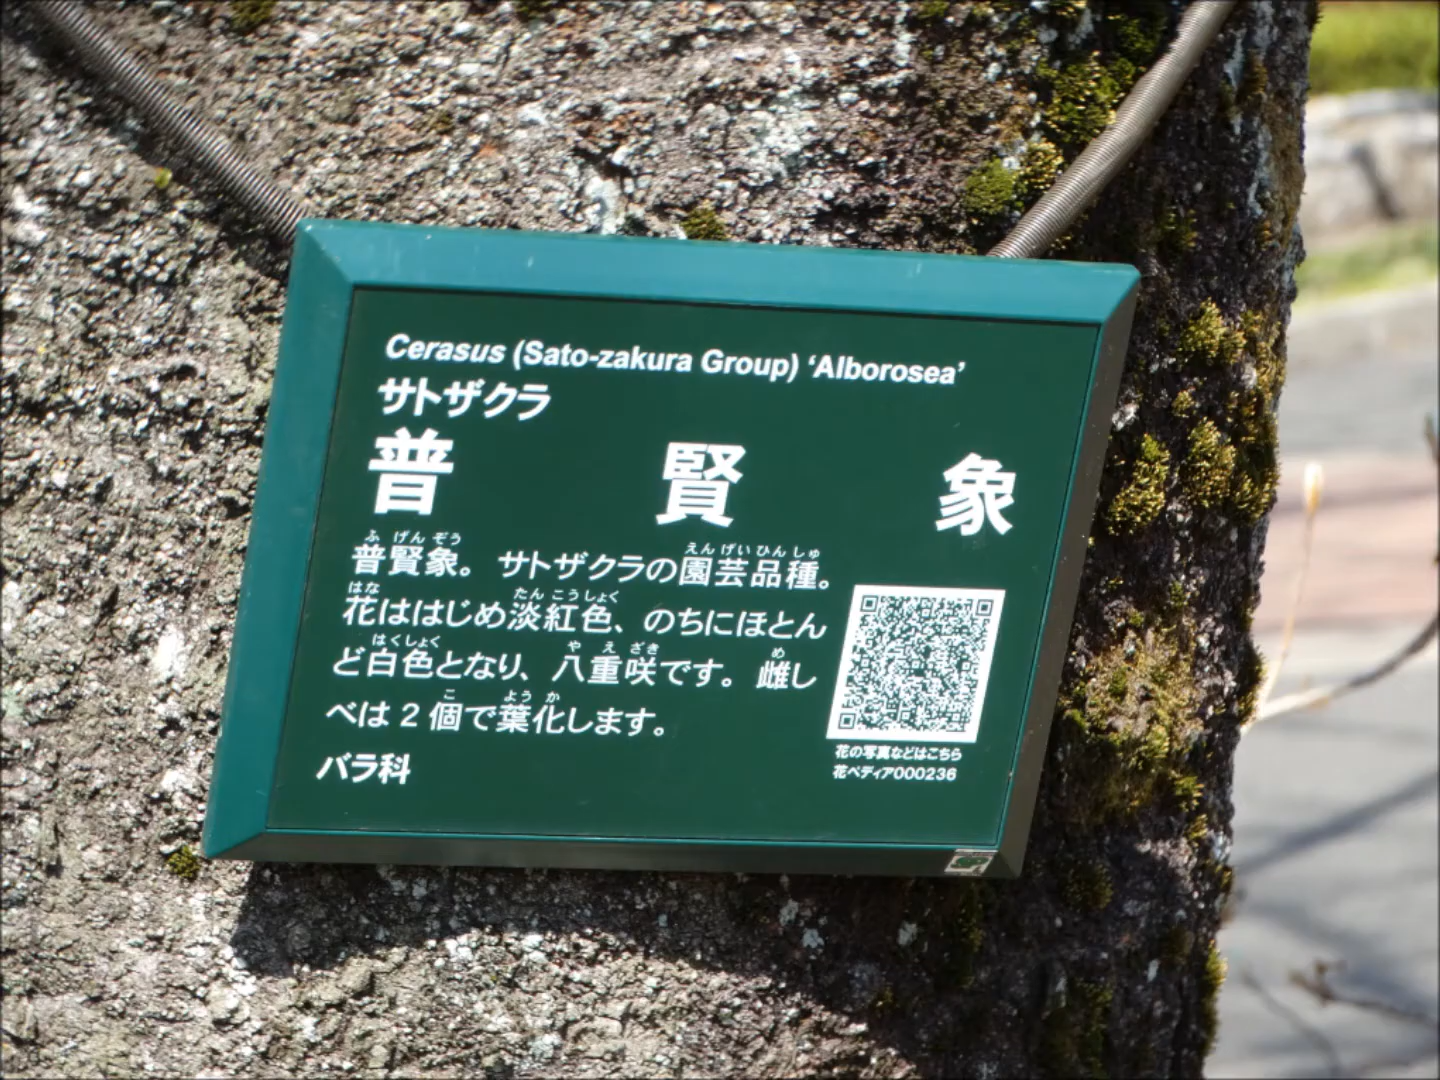 Cerasus (Sato-zakura Group) ‘Alborosea’
サトザクラ
普賢象
ふげんぞう えんげいひんしゅ
普賢象。サトザクラの園芸品種。
はな たんこうしょく
花ははじめ淡紅色、のちにほとん
はくしょく やえざき め
ど白色となり、八重咲です。雌し
こ ようか
べは2個で葉化します。
バラ科
花の写真などはこちら
花ペディア000236